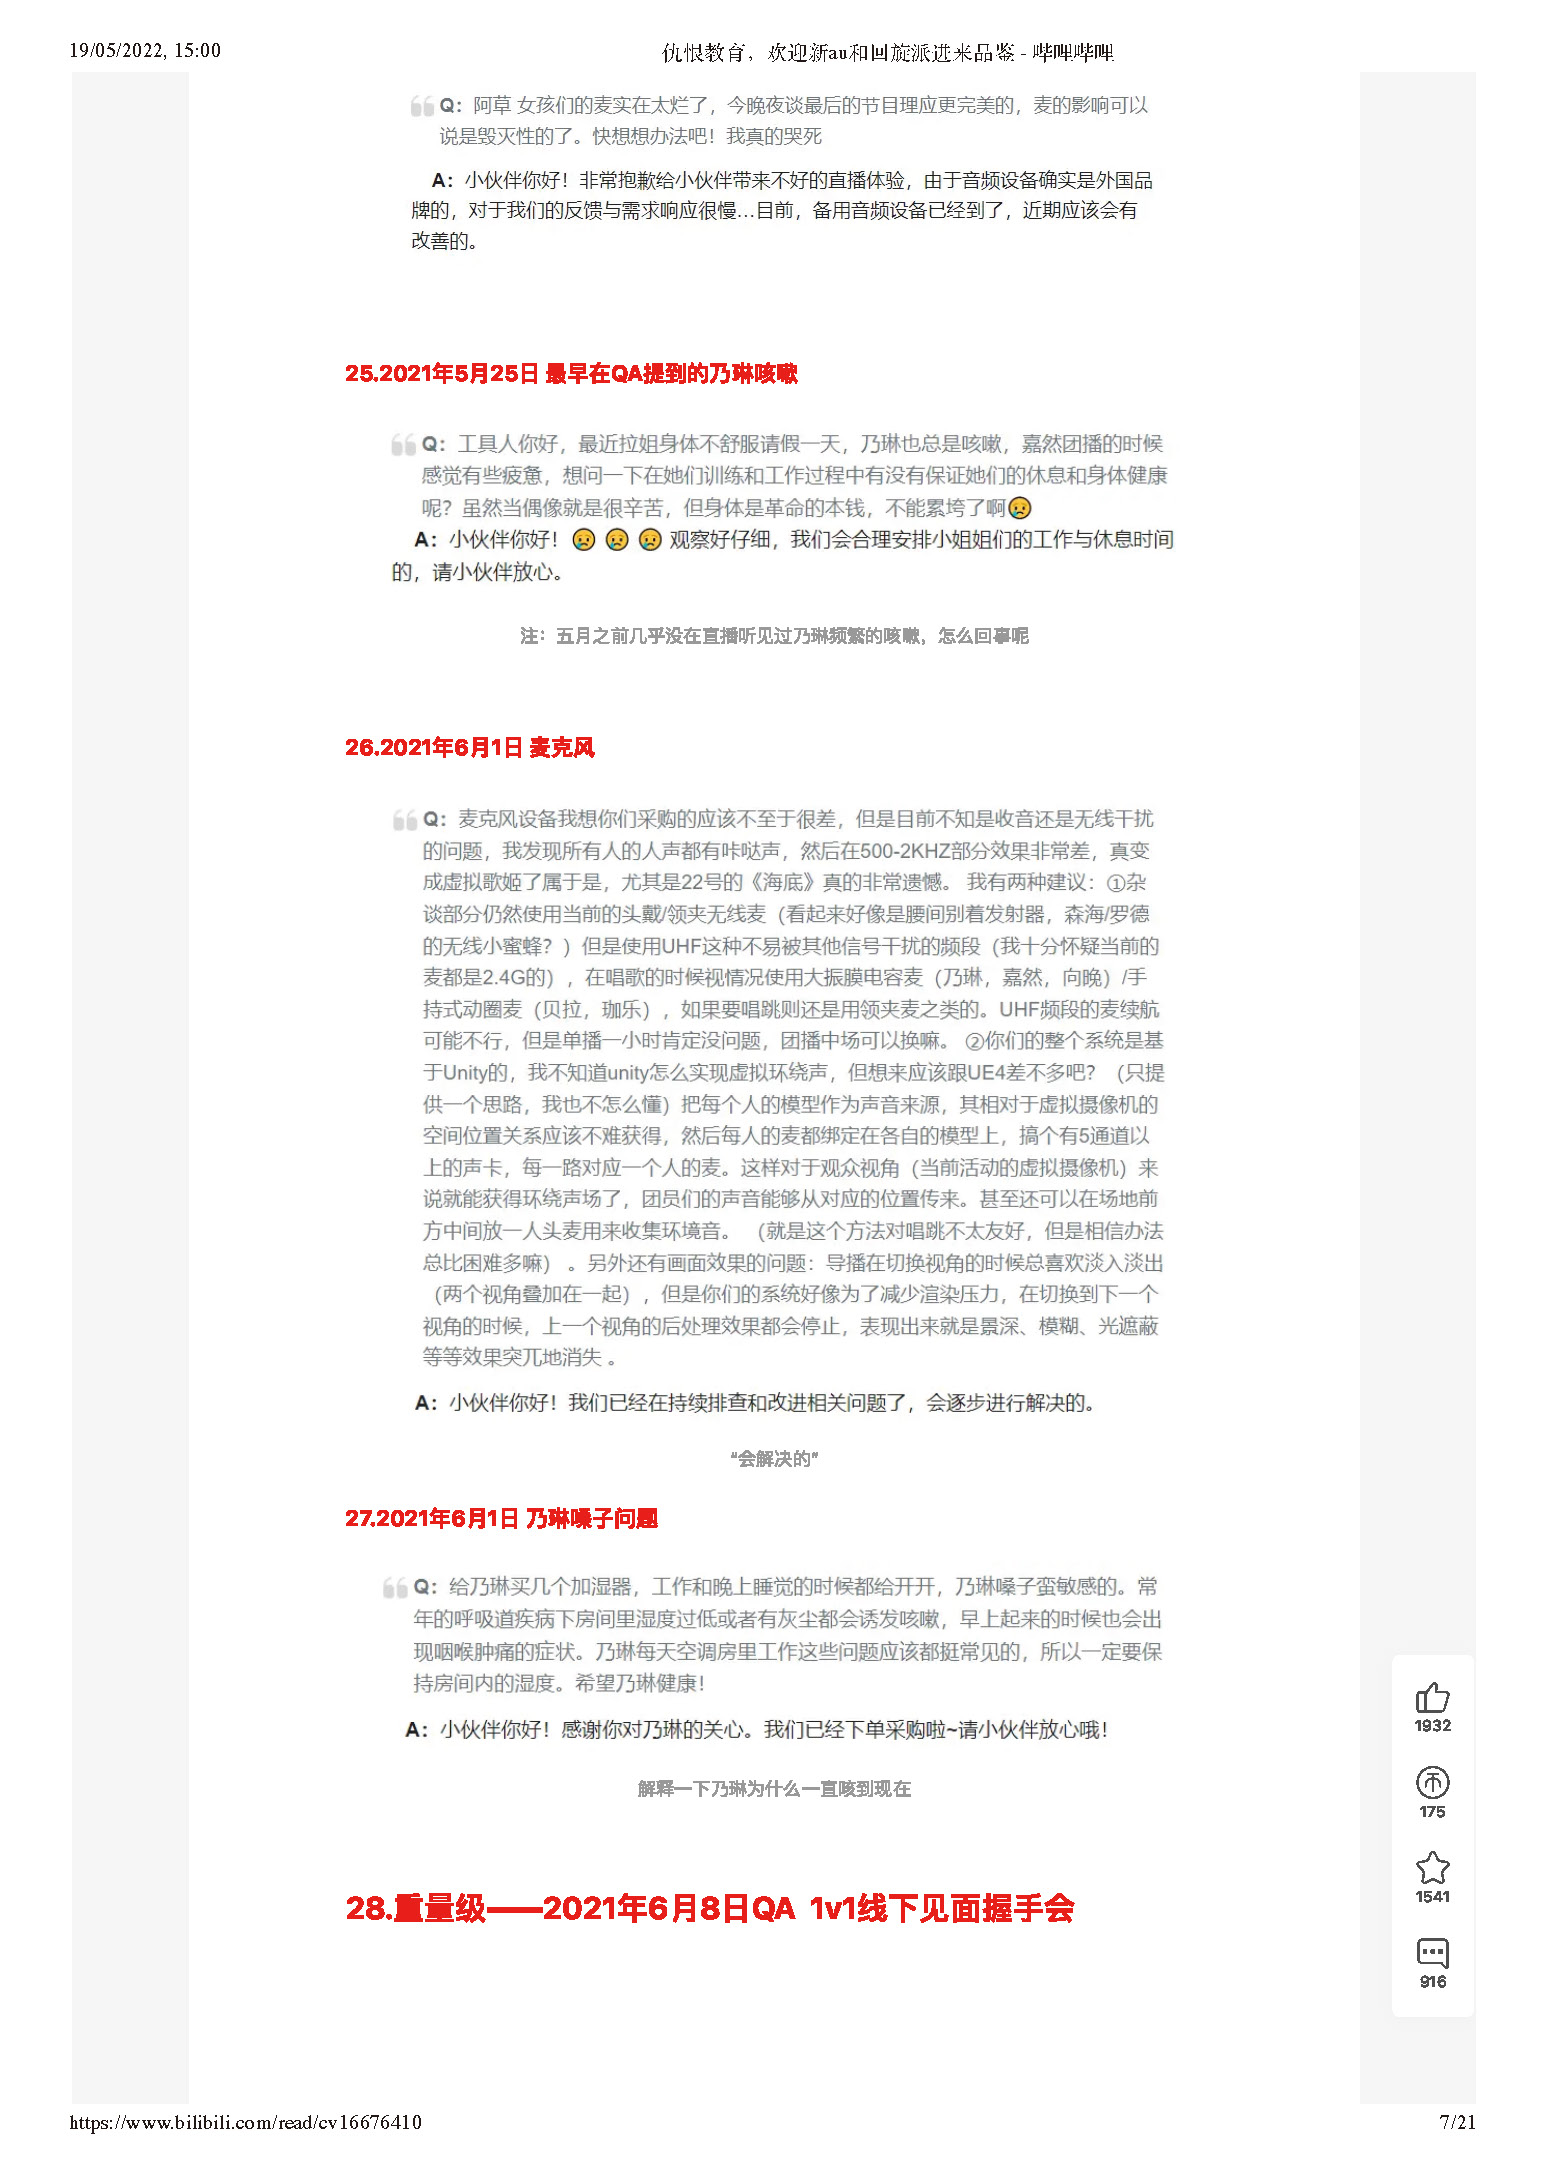 19/05/2022, 15:00
仇恨教育，欢迎新au和回旋派进来品鉴 - 哔哩哔哩
Q：阿草 女孩们的麦实在太烂了，今晚夜谈最后的节目理应更完美的，麦的影响可以
说是毁灭性的了。快想想办法吧！我真的哭死
A：小伙伴你好！非常抱歉给小伙伴带来不好的直播体验，由于音频设备确实是外国品
牌的，对于我们的反馈与需求响应很慢...目前，备用音频设备已经到了，近期应该会有
改善的。
25.2021年5月25日 最早在QA提到的乃琳咳嗽
Q：工具人你好，最近拉姐身体不舒服请假一天，乃琳也总是咳嗽，嘉然团播的时候
感觉有些疲惫，想问一下在她们训练和工作过程中有没有保证她们的休息和身体健康
呢？虽然当偶像就是很辛苦，但身体是革命的本钱，不能累垮了啊😢
A：小伙伴你好！😢 😢 😢 观察好仔细，我们会合理安排小姐姐们的工作与休息时间
的，请小伙伴放心。
注：五月之前几乎没在直播听见过乃琳频繁的咳嗽，怎么回事呢
26.2021年6月1日 麦克风
Q：麦克风设备我想你们采购的应该不至于很差，但是目前不知是收音还是无线干扰
的问题，我发现所有人的人声都有咔哒声，然后在500-2KHZ部分效果非常差，真变
成虚拟歌姬了属于是，尤其是22号的《海底》真的非常遗憾。 我有两种建议：①杂
谈部分仍然使用当前的头戴/领夹无线麦（看起来好像是腰间别着发射器，森海/罗德
的无线小蜜蜂？）但是使用UHF这种不易被其他信号干扰的频段（我十分怀疑当前的
麦都是2.4G的），在唱歌的时候视情况使用大振膜电容麦（乃琳，嘉然，向晚）/手
持式动圈麦（贝拉，珈乐），如果要唱跳则还是用领夹麦之类的。UHF频段的麦续航
可能不行，但是单播一小时肯定没问题，团播中场可以换嘛。 ②你们的整个系统是基
于Unity的，我不知道unity怎么实现虚拟环绕声，但想来应该跟UE4差不多吧？（只提
供一个思路，我也不怎么懂）把每个人的模型作为声音来源，其相对于虚拟摄像机的
空间位置关系应该不难获得，然后每人的麦都绑定在各自的模型上，搞个有5通道以
上的声卡，每一路对应一个人的麦。这样对于观众视角（当前活动的虚拟摄像机）来
说就能获得环绕声场了，团员们的声音能够从对应的位置传来。甚至还可以在场地前
方中间放一人头麦用来收集环境音。 （就是这个方法对唱跳不太友好，但是相信办法
总比困难多嘛）。另外还有画面效果的问题：导播在切换视角的时候总喜欢淡入淡出
（两个视角叠加在一起），但是你们的系统好像为了减少渲染压力，在切换到下一个
视角的时候，上一个视角的后处理效果都会停止，表现出来就是景深、模糊、光遮蔽
等等效果突兀地消失 。
A：小伙伴你好！我们已经在持续排查和改进相关问题了，会逐步进行解决的。
“会解决的”
27.2021年6月1日 乃琳嗓子问题
Q：给乃琳买几个加湿器，工作和晚上睡觉的时候都给开开，乃琳嗓子蛮敏感的。常
年的呼吸道疾病下房间里湿度过低或者有灰尘都会诱发咳嗽，早上起来的时候也会出
现咽喉肿痛的症状。乃琳每天空调房里工作这些问题应该都挺常见的，所以一定要保
持房间内的湿度。希望乃琳健康！
A：小伙伴你好！感谢你对乃琳的关心。我们已经下单采购啦~请小伙伴放心哦！
解释一下乃琳为什么一直咳到现在
28.重量级——2021年6月8日QA 1v1线下见面握手会
1932
175
1541
916
https://www.bilibili.com/read/cv16676410
7/21